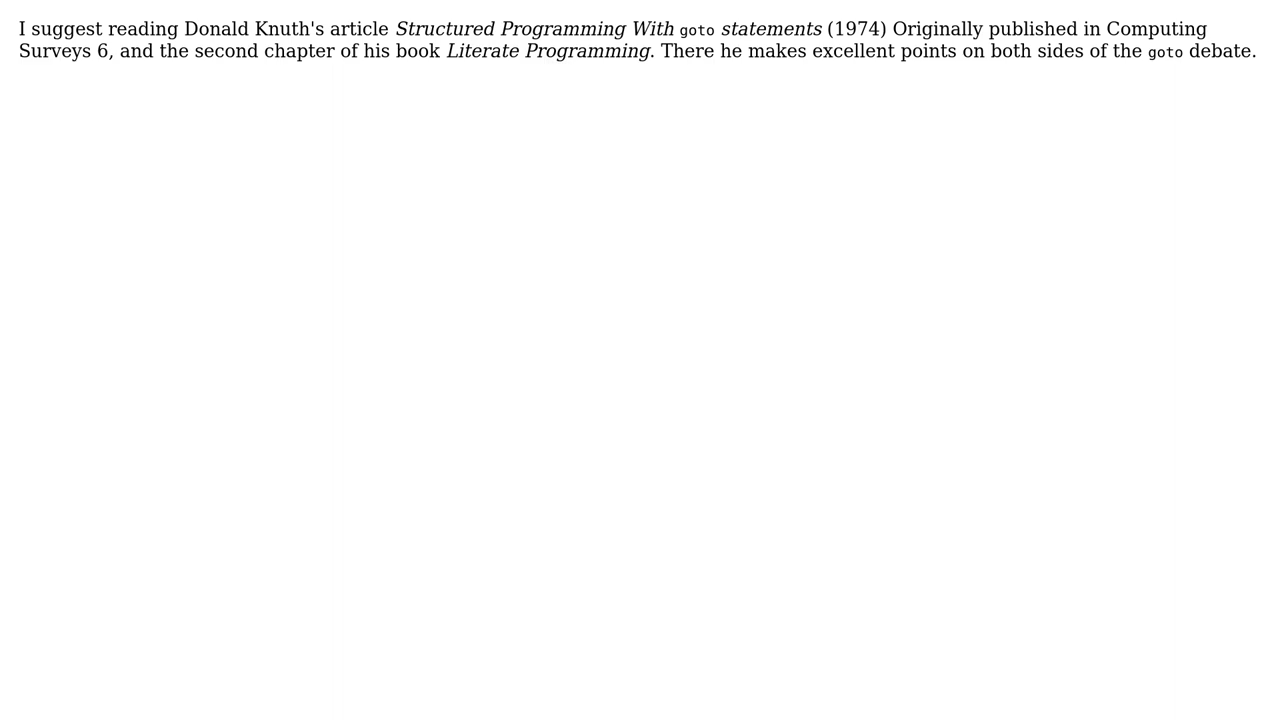 I suggest reading Donald Knuth's article Structured Programming With goto statements (1974) Originally published in Computing
Surveys 6, and the second chapter of his book Literate Programming. There he makes excellent points on both sides of the goto debate.